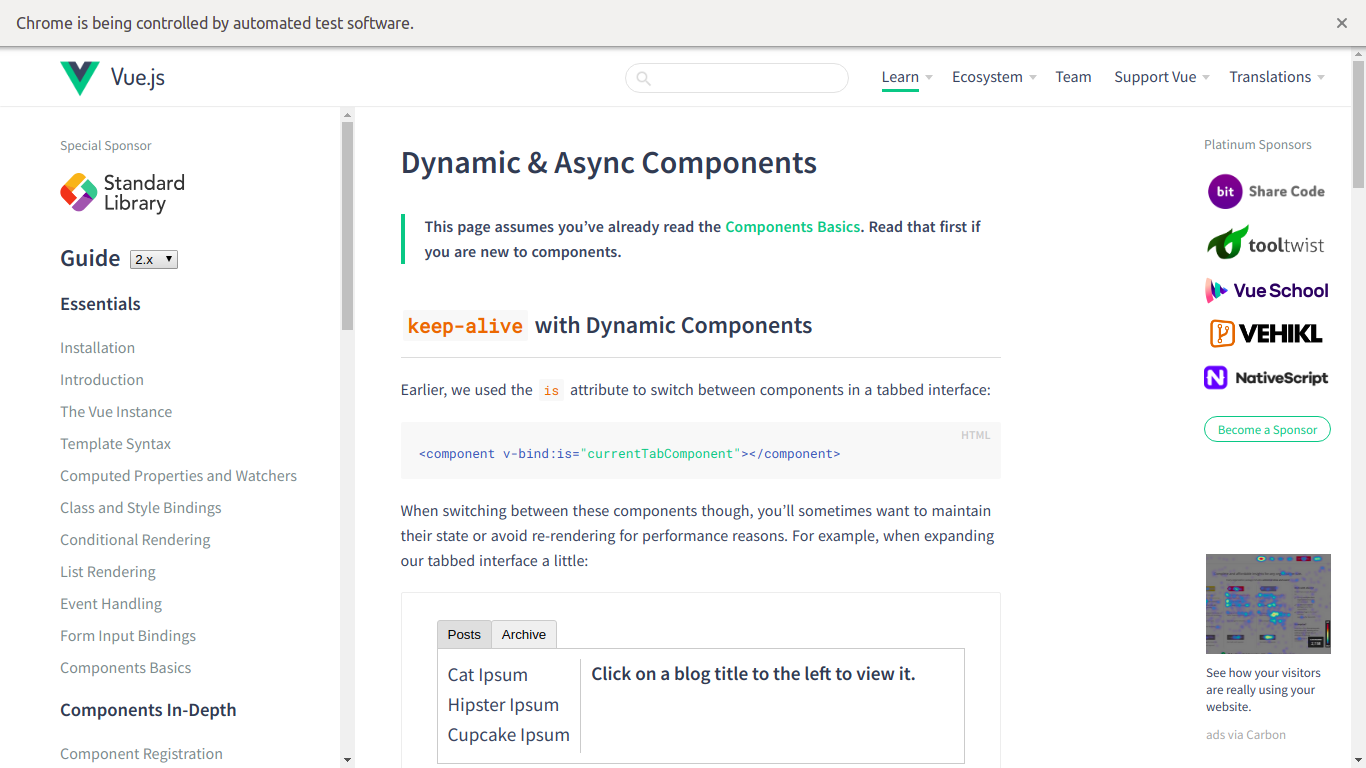 Chrome is being controlled by automated test software.
Vue.js
Learn
Ecosystem
Team
Support Vue
Translations
Special Sponsor
Standard
Library
Guide 2.x
Essentials
Installation
Introduction
The Vue Instance
Template Syntax
Computed Properties and Watchers
Class and Style Bindings
Conditional Rendering
List Rendering
Event Handling
Form Input Bindings
Components Basics
Components In-Depth
Component Registration
Dynamic & Async Components
This page assumes you’ve already read the Components Basics. Read that first if
you are new to components.
keep-alive with Dynamic Components
Earlier, we used the is attribute to switch between components in a tabbed interface:
HTML
<component v-bind:is="currentTabComponent"></component>
When switching between these components though, you’ll sometimes want to maintain
their state or avoid re-rendering for performance reasons. For example, when expanding
our tabbed interface a little:
Posts
Archive
Cat Ipsum
Hipster Ipsum
Cupcake Ipsum
Click on a blog title to the left to view it.
Platinum Sponsors
bit Share Code
tooltwist
Vue School
VEHIKL
NativeScript
Become a Sponsor
See how your visitors
are really using your
website.
ads via Carbon